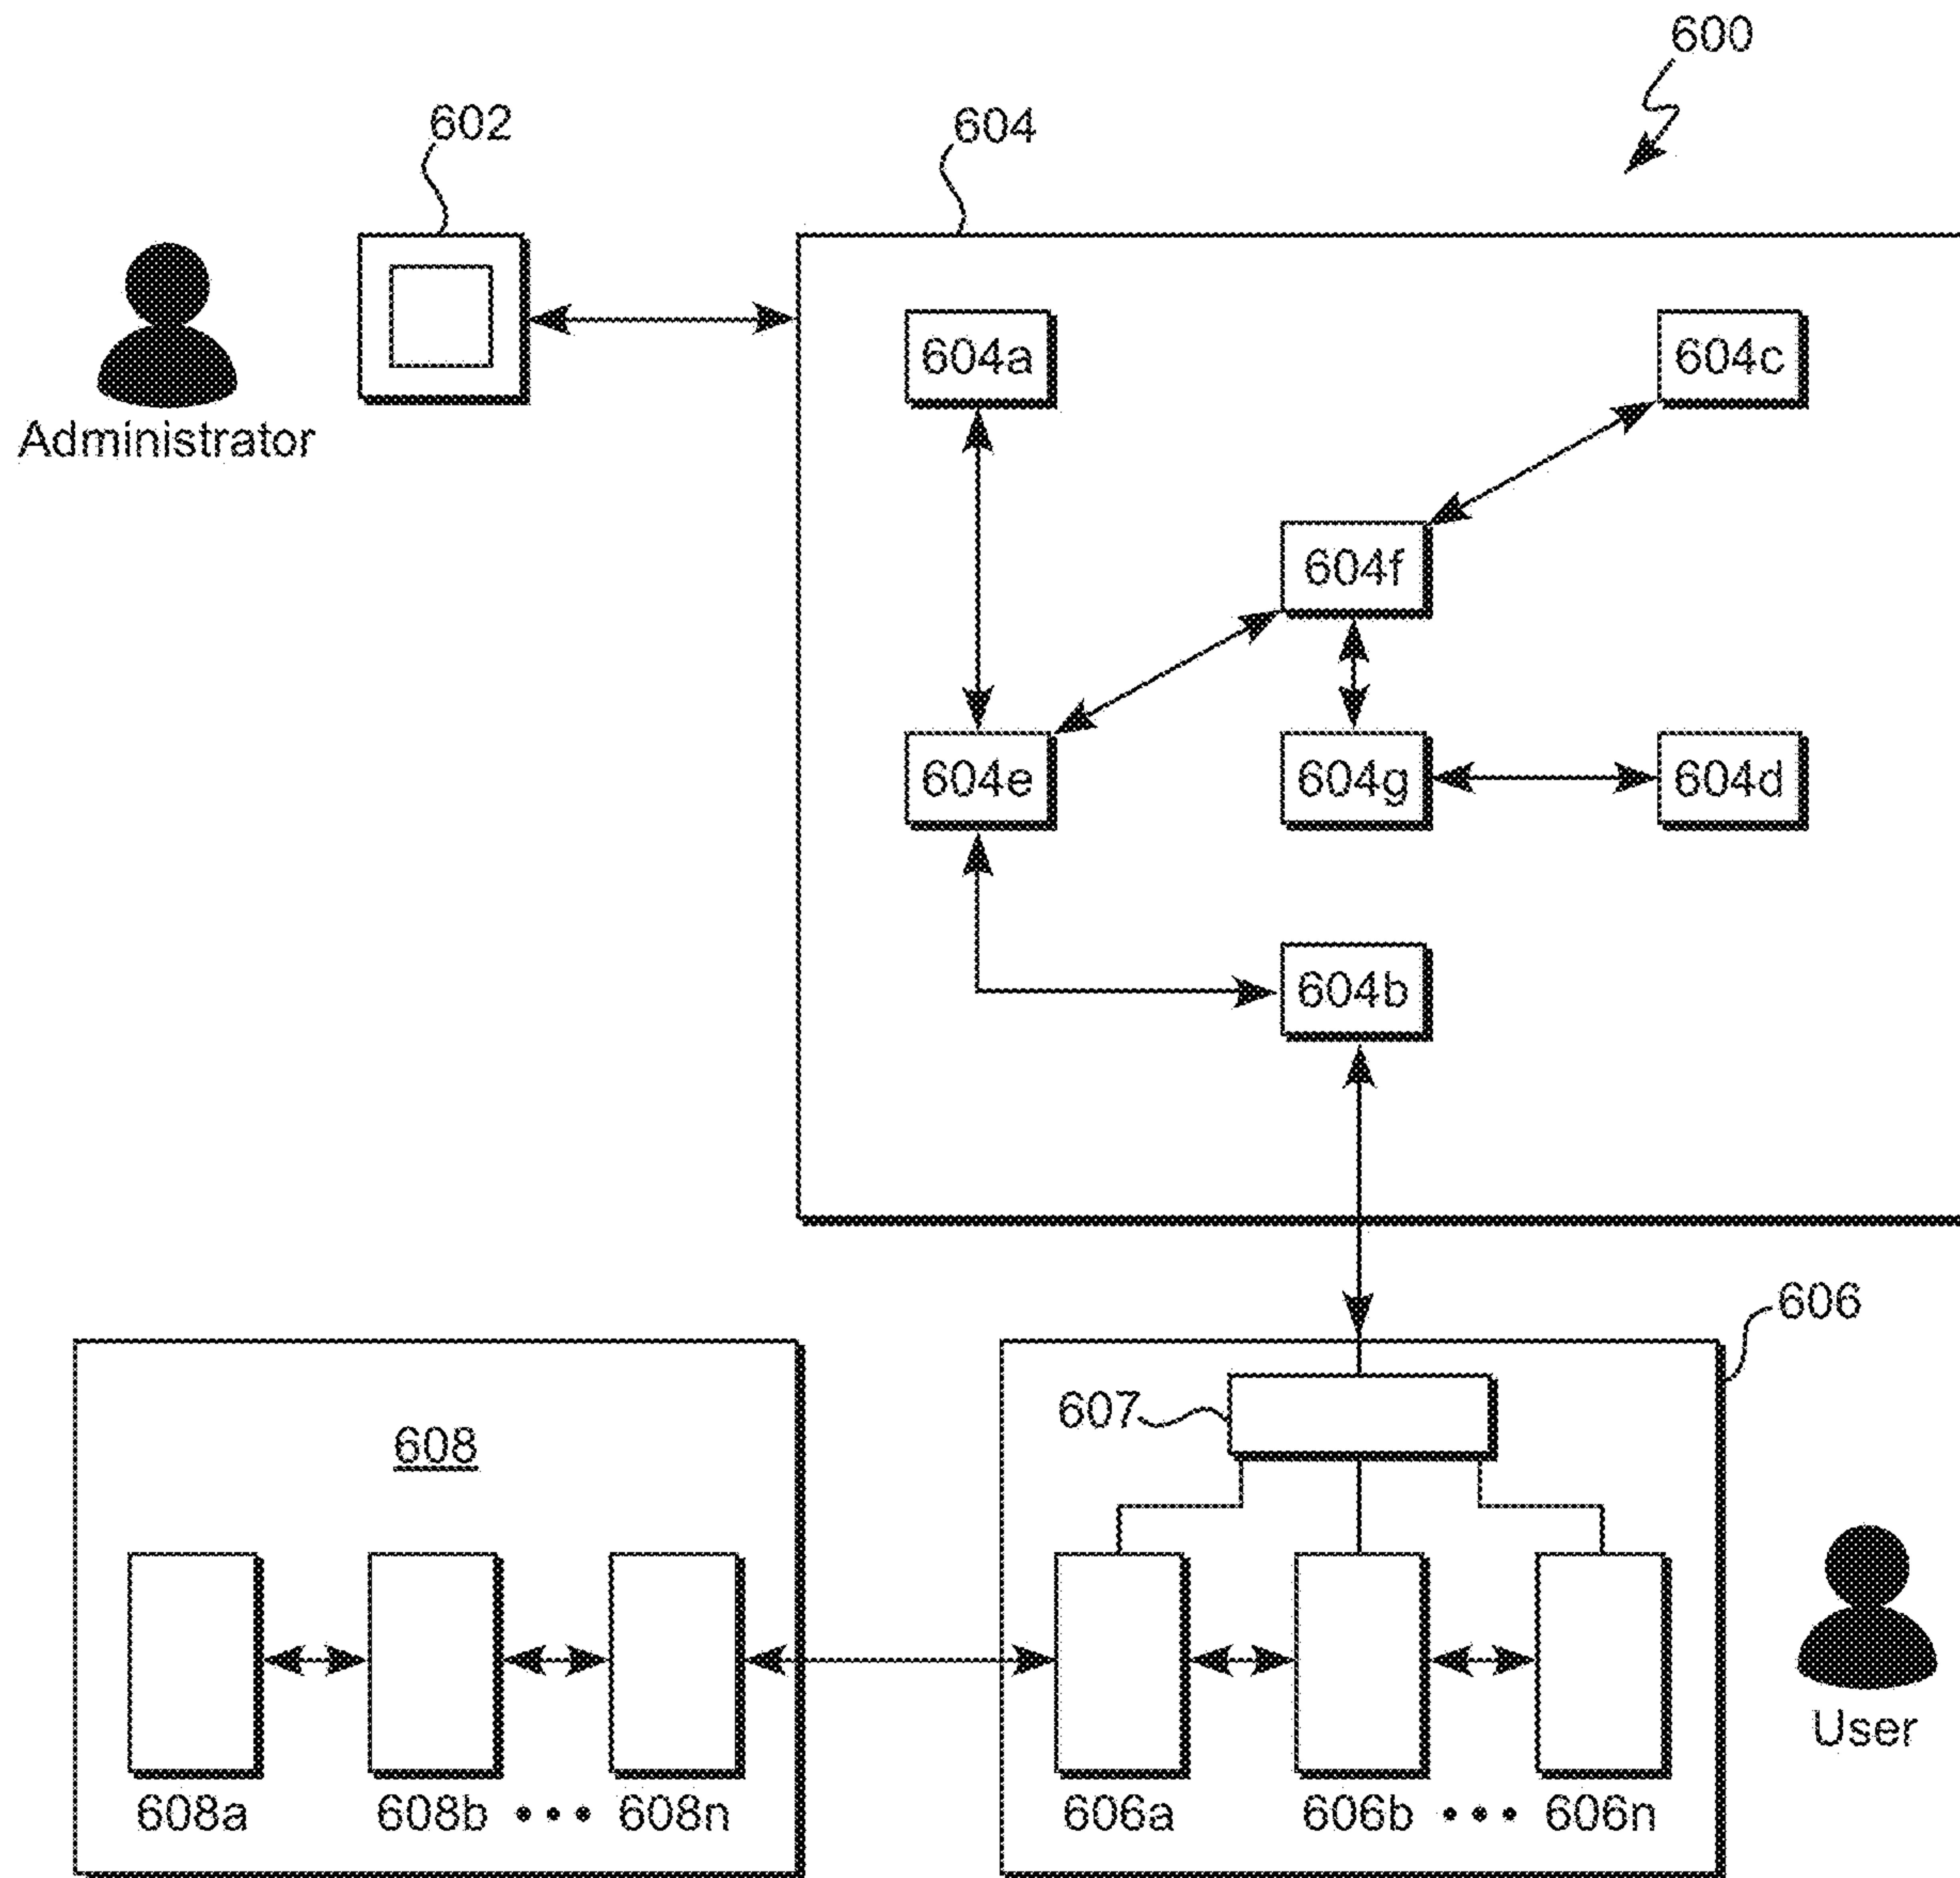 600
602
604
Administrator
604a
604c
604f
604e
604g
604d
604b
606
607
608
608a
608b
• • •
608n
606a
606b
• • •
606n
User